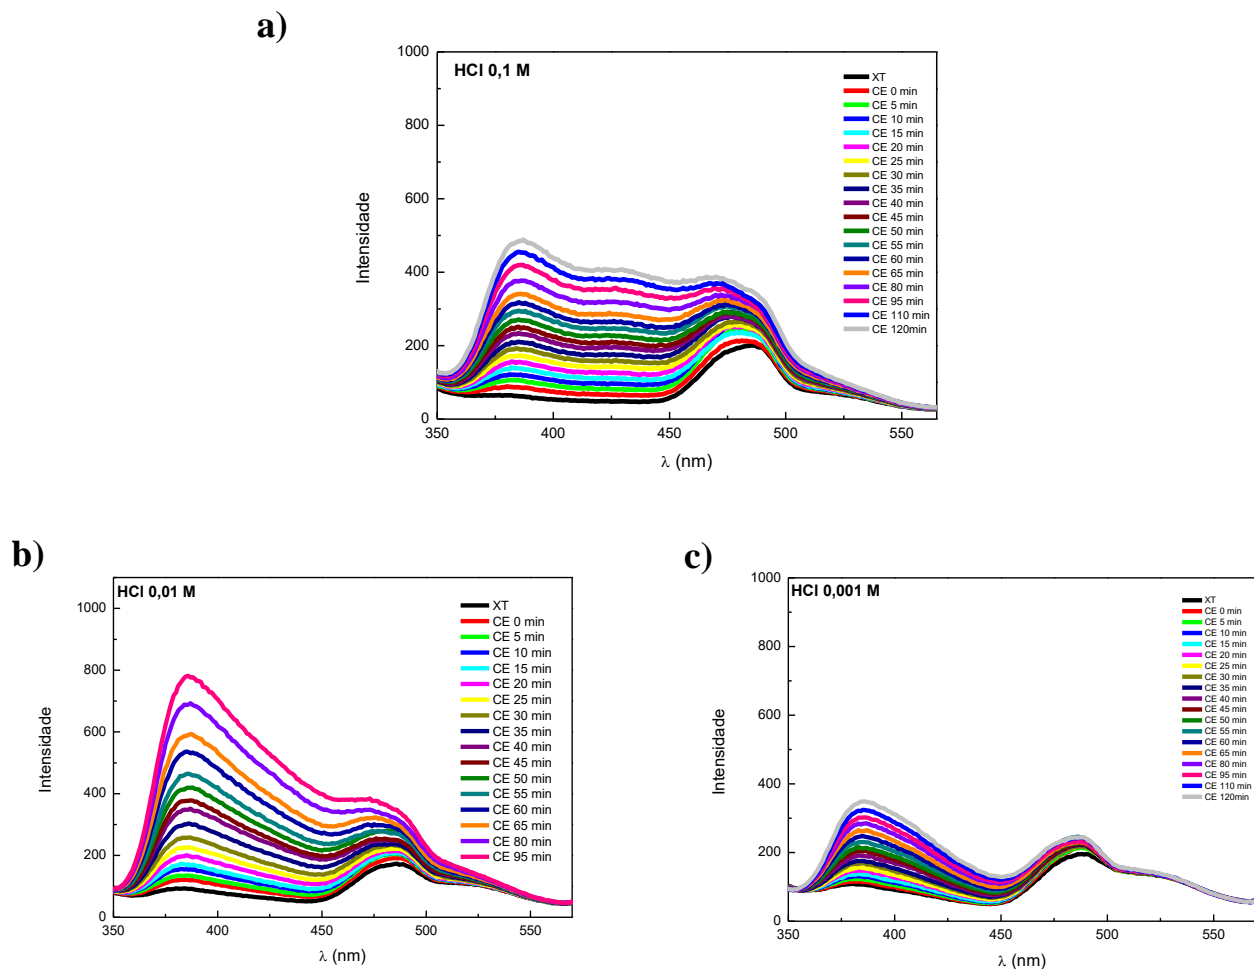 a)
HCl 0,1 M
1000
800
600
400
200
0
Intensidade
350
400
450
500
550
λ (nm)
XT
CE 0 min
CE 5 min
CE 10 min
CE 15 min
CE 20 min
CE 25 min
CE 30 min
CE 35 min
CE 40 min
CE 45 min
CE 50 min
CE 55 min
CE 60 min
CE 65 min
CE 80 min
CE 95 min
CE 110 min
CE 120min
b)
HCl 0,01 M
1000
800
600
400
200
0
Intensidade
350
400
450
500
550
λ (nm)
XT
CE 0 min
CE 5 min
CE 10 min
CE 15 min
CE 20 min
CE 25 min
CE 30 min
CE 35 min
CE 40 min
CE 45 min
CE 50 min
CE 55 min
CE 60 min
CE 65 min
CE 80 min
CE 95 min
c)
HCl 0,001 M
1000
800
600
400
200
0
Intensidade
350
400
450
500
550
λ (nm)
XT
CE 0 min
CE 5 min
CE 10 min
CE 15 min
CE 20 min
CE 25 min
CE 30 min
CE 35 min
CE 40 min
CE 45 min
CE 50 min
CE 55 min
CE 60 min
CE 65 min
CE 80 min
CE 95 min
CE 110 min
CE 120min